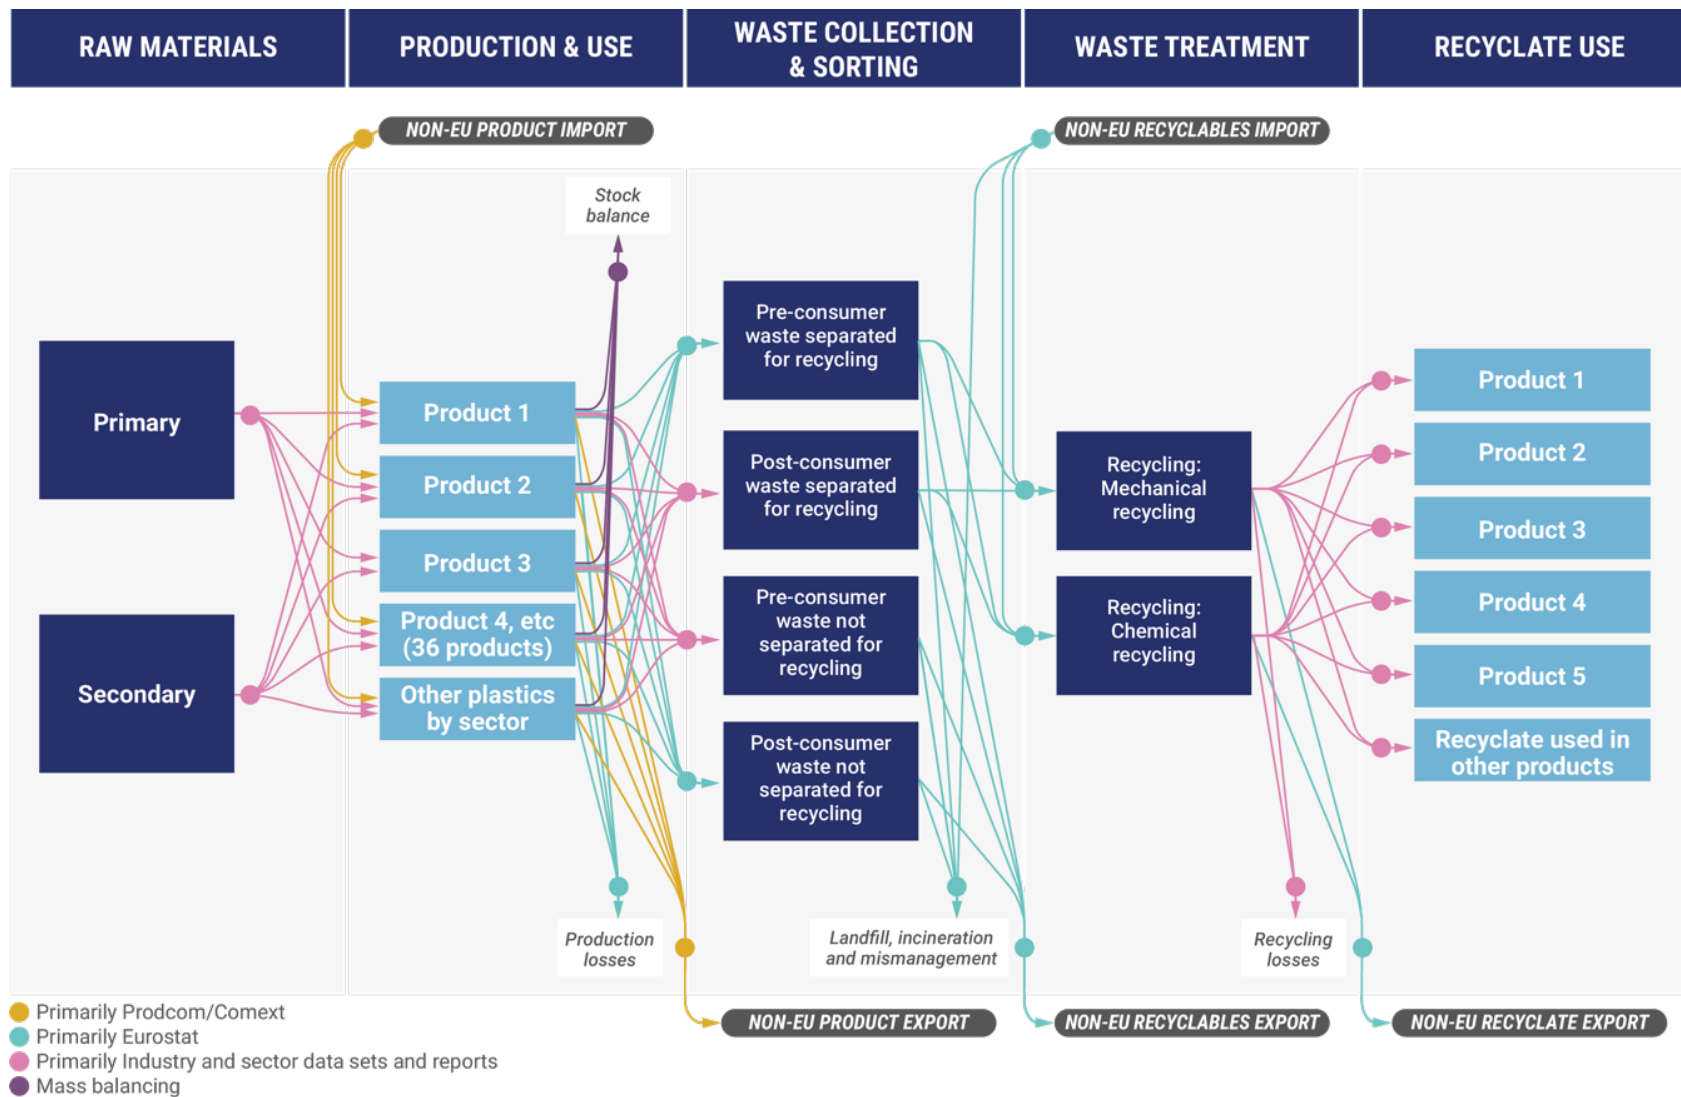 RAW MATERIALS
PRODUCTION & USE
WASTE COLLECTION
& SORTING
WASTE TREATMENT
RECYCLATE USE
NON-EU PRODUCT IMPORT
NON-EU RECYCLABLES IMPORT
Stock
balance
Primary
Secondary
Product 1
Product 2
Product 3
Product 4, etc
(36 products)
Other plastics
by sector
Pre-consumer
waste separated
for recycling
Post-consumer
waste separated
for recycling
Pre-consumer
waste not
separated for
recycling
Post-consumer
waste not
separated for
recycling
Recycling:
Mechanical
recycling
Recycling:
Chemical
recycling
Product 1
Product 2
Product 3
Product 4
Product 5
Recyclate used in
other products
Production
losses
Landfill, incineration
and mismanagement
Recycling
losses
NON-EU PRODUCT EXPORT
NON-EU RECYCLABLES EXPORT
NON-EU RECYCLATE EXPORT
Primarily Prodcom/Comext
Primarily Eurostat
Primarily Industry and sector data sets and reports
Mass balancing